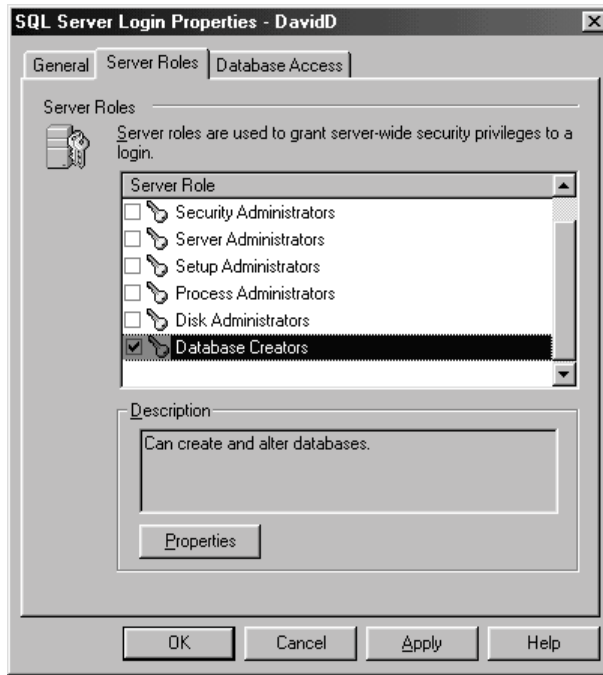 SQL Server Login Properties - DavidD
General
Server Roles
Database Access
Server Roles
Server roles are used to grant server-wide security privileges to a
login.
Server Role
Security Administrators
Server Administrators
Setup Administrators
Process Administrators
Disk Administrators
Database Creators
Description
Can create and alter databases.
Properties
OK
Cancel
Apply
Help